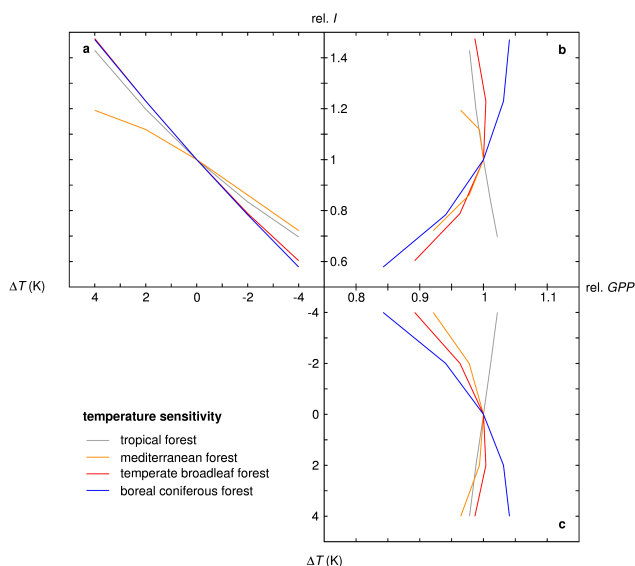 rel. I
a
b
1.4
1.2
1
0.8
0.6
ΔT (K)
4 2 0 -2 -4
0.8 0.9 1 1.1
rel. GPP
-4
-2
0
2
4
temperature sensitivity
tropical forest
mediterranean forest
temperate broadleaf forest
boreal coniferous forest
c
ΔT (K)